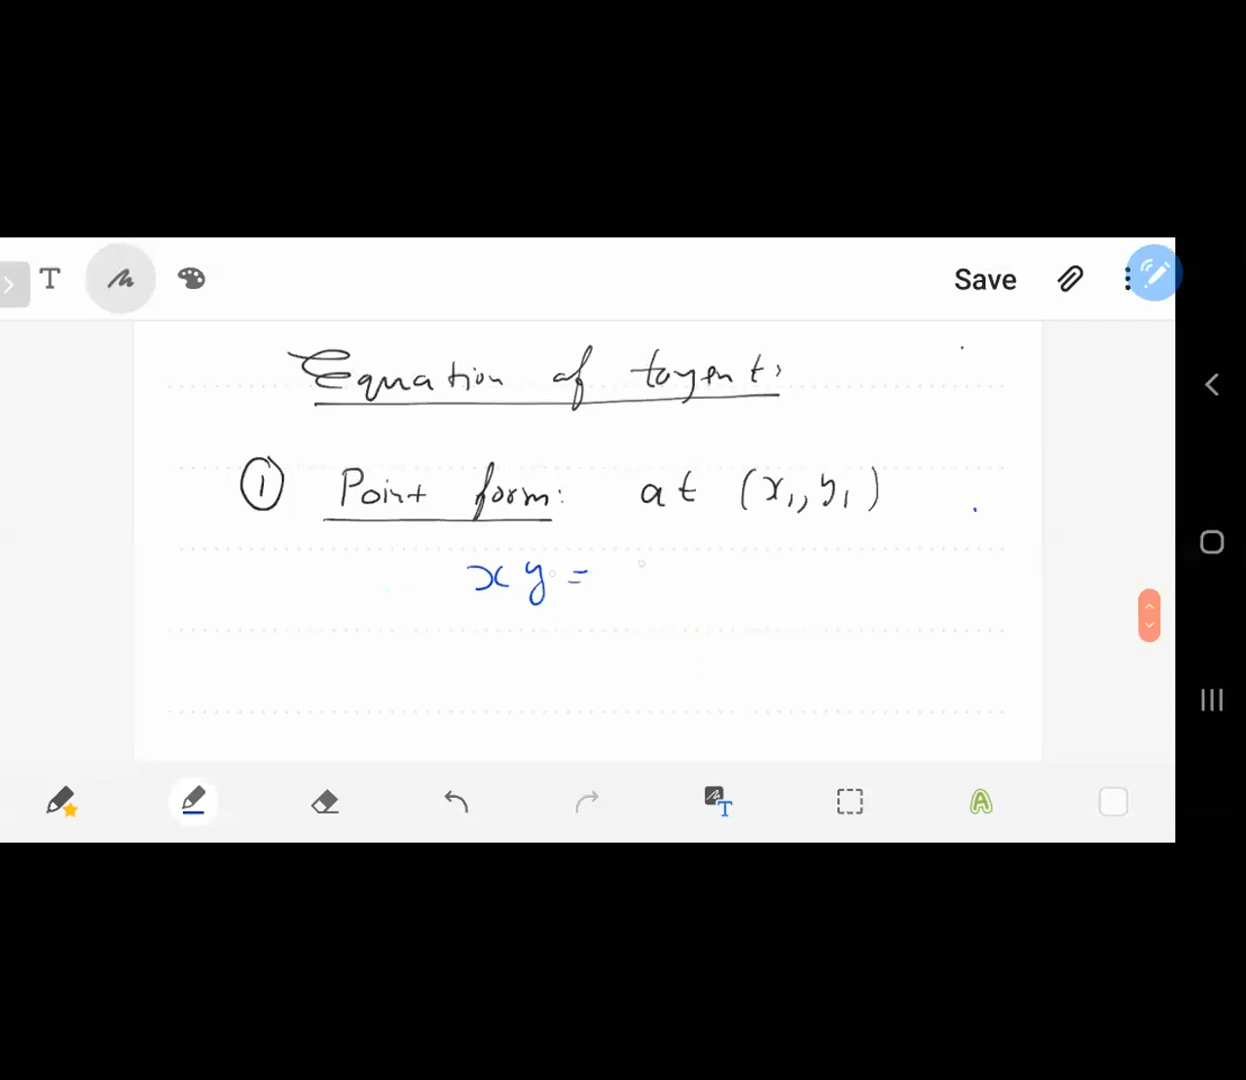 T Save
Equation of tangent:
① Point form: at (x₁, y₁)
xy =
T A